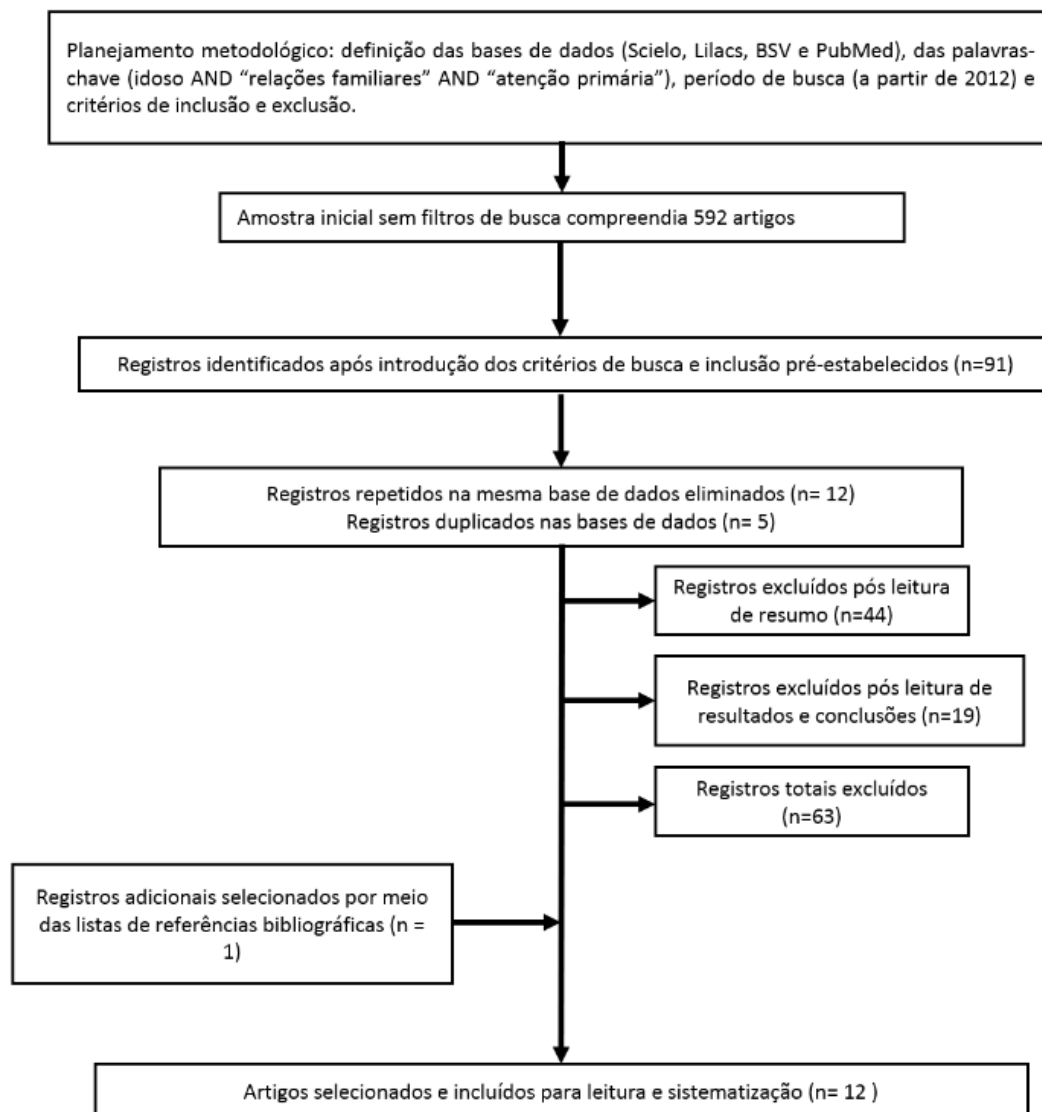 Planejamento metodológico: definição das bases de dados (Scielo, Lilacs, BSV e PubMed), das palavras-
chave (idoso AND “relações familiares” AND “atenção primária”), período de busca (a partir de 2012) e
critérios de inclusão e exclusão.
Amostra inicial sem filtros de busca compreendia 592 artigos
Registros identificados após introdução dos critérios de busca e inclusão pré-estabelecidos (n=91)
Registros repetidos na mesma base de dados eliminados (n= 12)
Registros duplicados nas bases de dados (n= 5)
Registros excluídos pós leitura
de resumo (n=44)
Registros excluídos pós leitura de
resultados e conclusões (n=19)
Registros totais excluídos
(n=63)
Registros adicionais selecionados por meio
das listas de referências bibliográficas (n =
1)
Artigos selecionados e incluídos para leitura e sistematização (n= 12 )